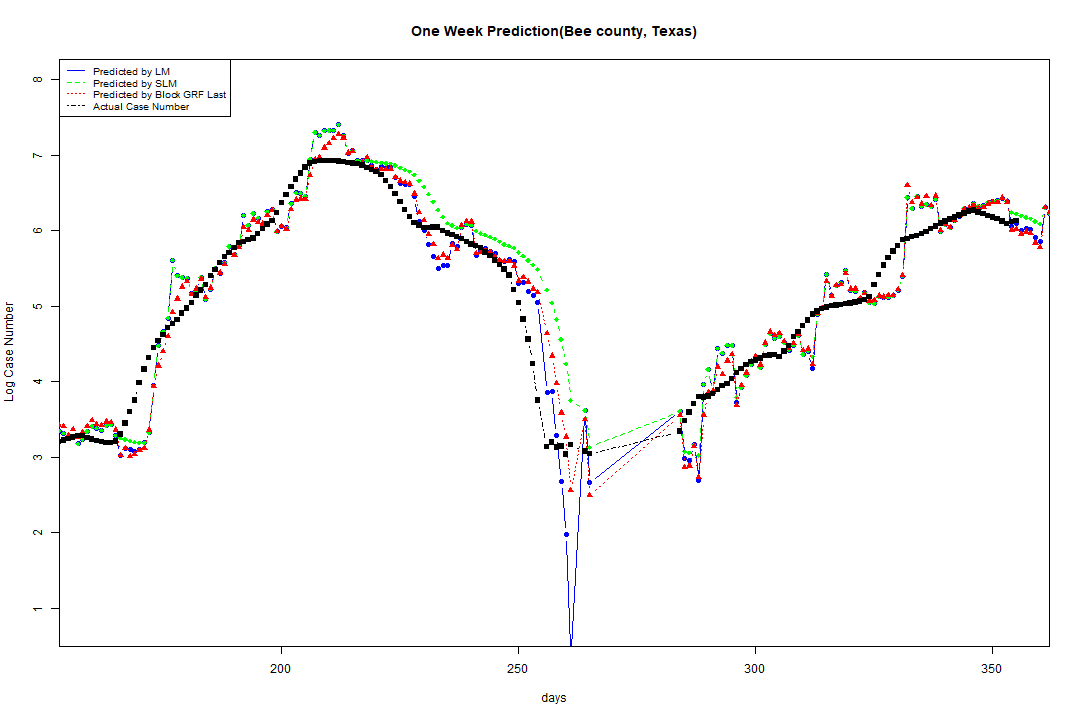 One Week Prediction(Bee county, Texas)
Predicted by LM
Predicted by SLM
Predicted by Block GRF Last
Actual Case Number
8
7
6
5
4
3
2
1
Log Case Number
200
250
300
350
days